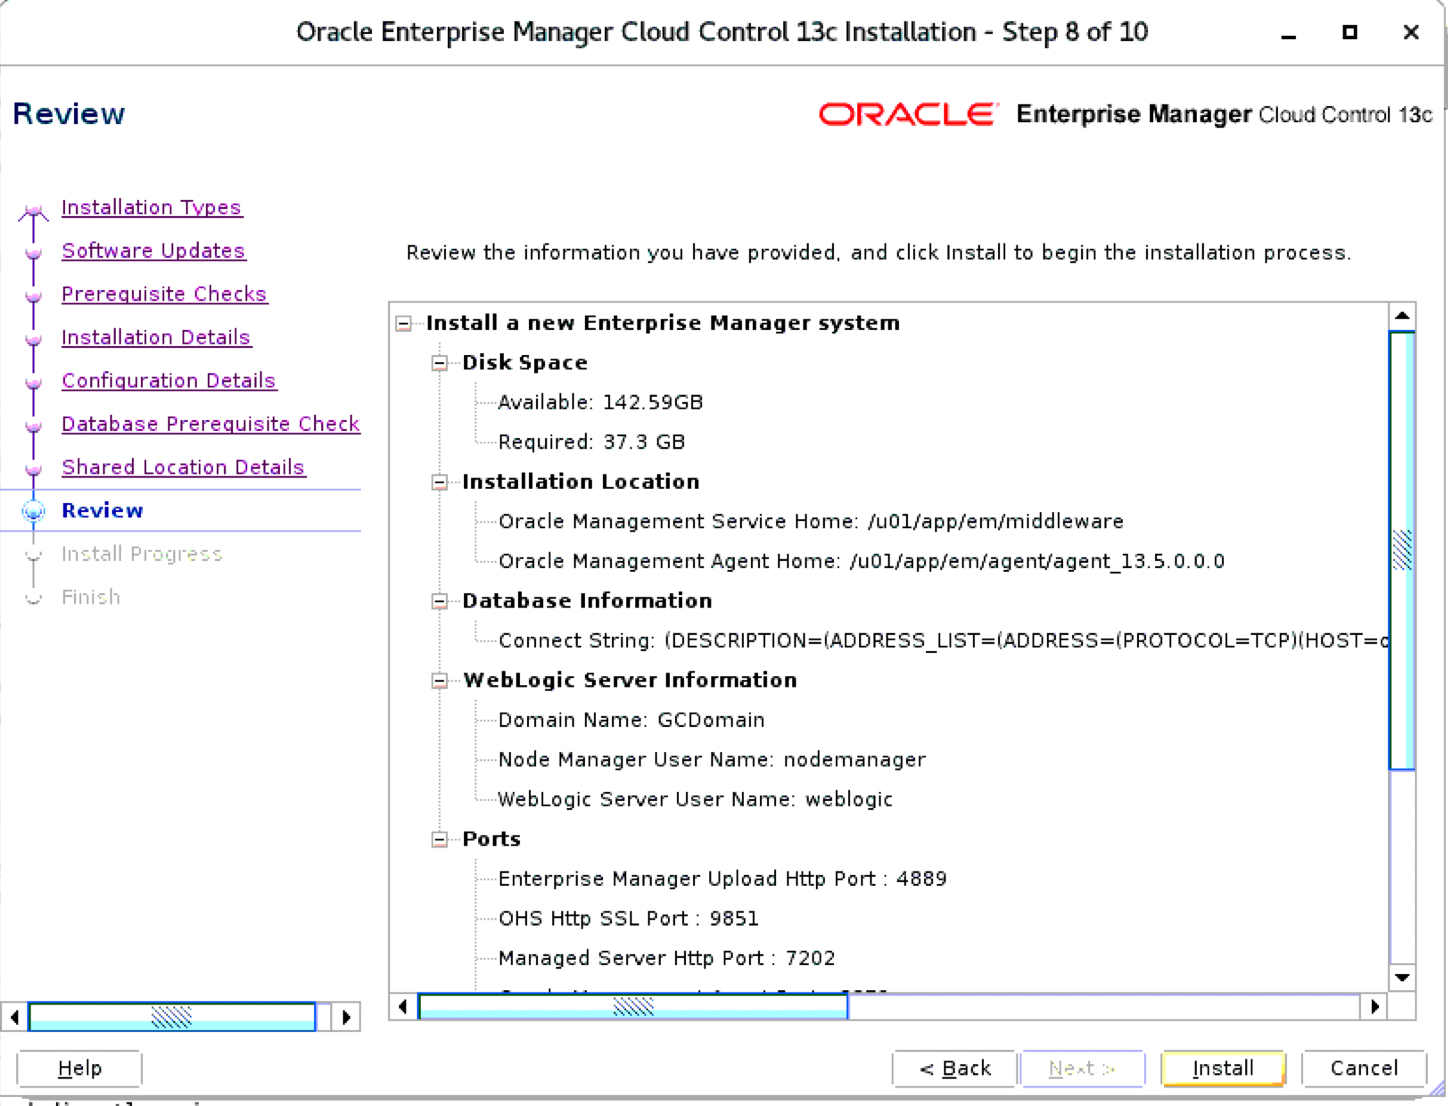 Oracle Enterprise Manager Cloud Control 13c Installation - Step 8 of 10
Review
ORACLE Enterprise Manager Cloud Control 13c
Installation Types
Software Updates
Prerequisite Checks
Installation Details
Configuration Details
Database Prerequisite Check
Shared Location Details
Review
Install Progress
Finish
Review the information you have provided, and click Install to begin the installation process.
Install a new Enterprise Manager system
Disk Space
Available: 142.59GB
Required: 37.3 GB
Installation Location
Oracle Management Service Home: /u01/app/em/middleware
Oracle Management Agent Home: /u01/app/em/agent/agent_13.5.0.0.0
Database Information
Connect String: (DESCRIPTION=(ADDRESS_LIST=(ADDRESS=(PROTOCOL=TCP)(HOST=
WebLogic Server Information
Domain Name: GCDomain
Node Manager User Name: nodemanager
WebLogic Server User Name: weblogic
Ports
Enterprise Manager Upload Http Port : 4889
OHS Http SSL Port : 9851
Managed Server Http Port : 7202
Help
< Back
Next >
Install
Cancel